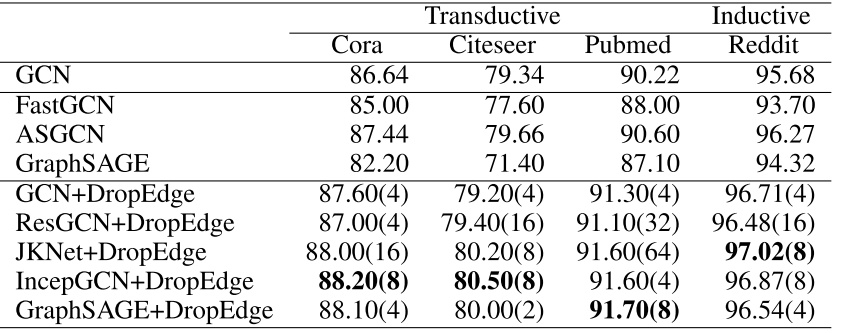 Transductive Inductive
Cora Citeseer Pubmed Reddit
GCN 86.64 79.34 90.22 95.68
FastGCN 85.00 77.60 88.00 93.70
ASGCN 87.44 79.66 90.60 96.27
GraphSAGE 82.20 71.40 87.10 94.32
GCN+DropEdge 87.60(4) 79.20(4) 91.30(4) 96.71(4)
ResGCN+DropEdge 87.00(4) 79.40(16) 91.10(32) 96.48(16)
JKNet+DropEdge 88.00(16) 80.20(8) 91.60(64) 97.02(8)
IncepGCN+DropEdge 88.20(8) 80.50(8) 91.60(4) 96.87(8)
GraphSAGE+DropEdge 88.10(4) 80.00(2) 91.70(8) 96.54(4)